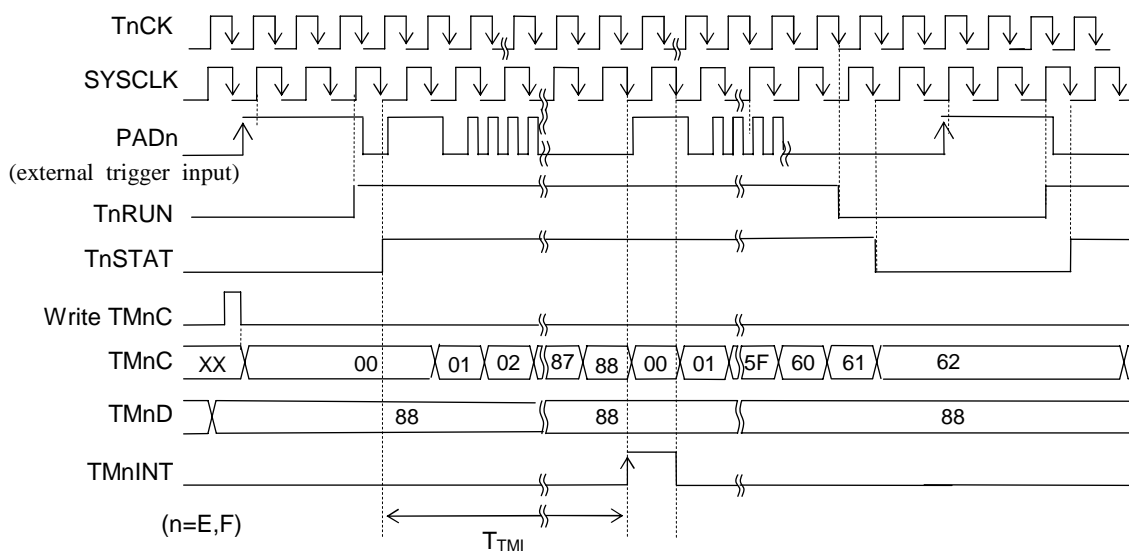 TnCK
SYSCLK
PADn
(external trigger input)
TnRUN
TnSTAT
Write TMnC
TMnC XX 00 01 02 87 88 00 01 5F 60 61 62
TMnD 88 88 88
TMnINT
(n=E,F)
TTMI